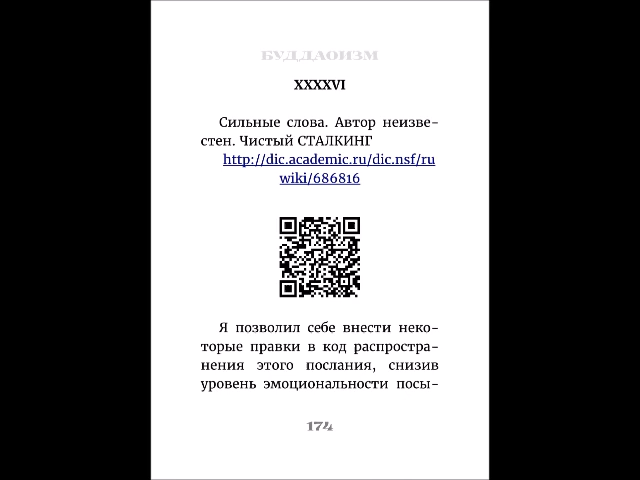 БУДДАОИЗМ
XXXXVI
Сильные слова. Автор неизве-
стен. Чистый СТАЛКИНГ
http://dic.academic.ru/dic.nsf/ru
wiki/686816
Я позволил себе внести неко-
торые правки в код распростра-
нения этого послания, снизив
уровень эмоциональности посы-
174